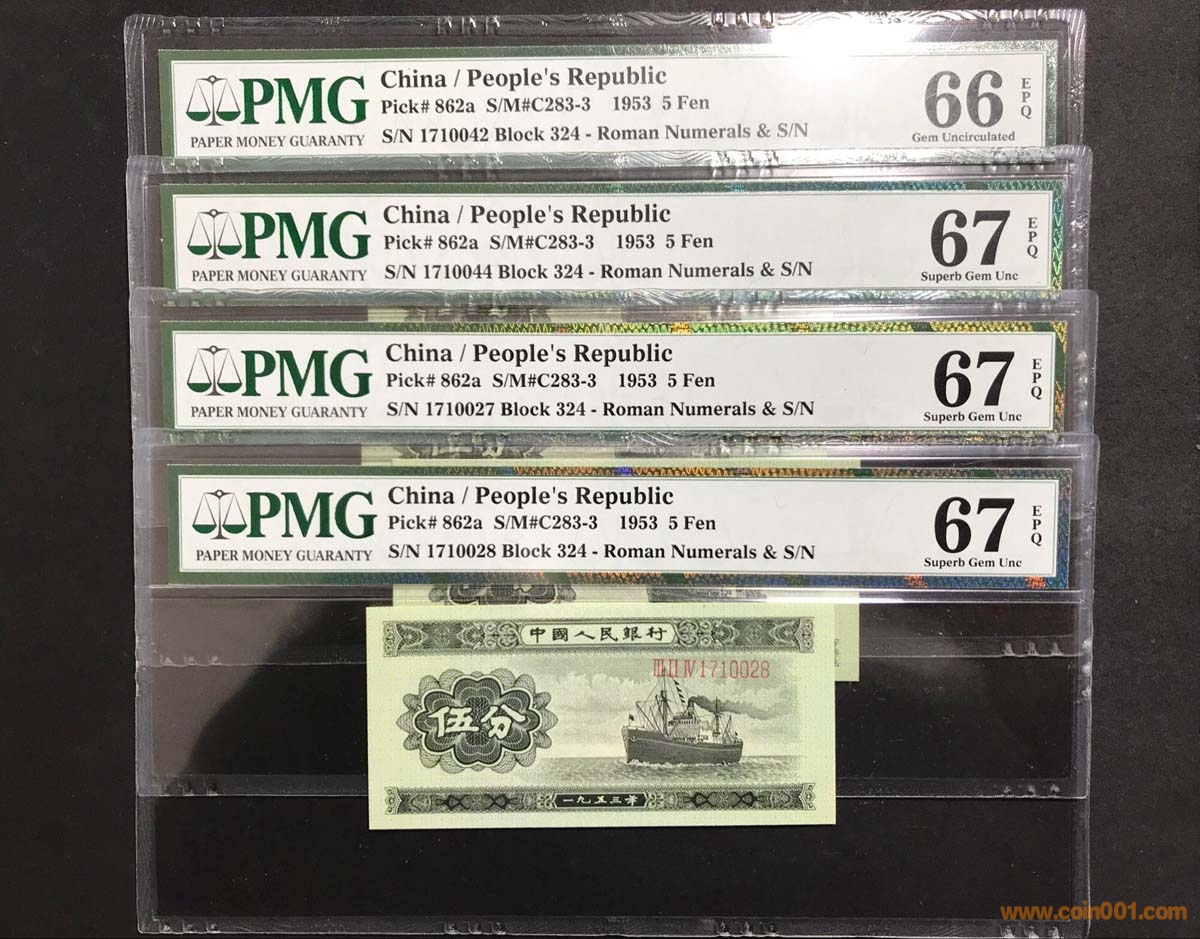 PMG
PAPER MONEY GUARANTY
China / People's Republic
Pick# 862a S/M#C283-3 1953 5 Fen
S/N 1710042 Block 324 - Roman Numerals & S/N
66
EPQ
Gem Uncirculated
PMG
PAPER MONEY GUARANTY
China / People's Republic
Pick# 862a S/M#C283-3 1953 5 Fen
S/N 1710044 Block 324 - Roman Numerals & S/N
67
EPQ
Superb Gem Unc
PMG
PAPER MONEY GUARANTY
China / People's Republic
Pick# 862a S/M#C283-3 1953 5 Fen
S/N 1710027 Block 324 - Roman Numerals & S/N
67
EPQ
Superb Gem Unc
PMG
PAPER MONEY GUARANTY
China / People's Republic
Pick# 862a S/M#C283-3 1953 5 Fen
S/N 1710028 Block 324 - Roman Numerals & S/N
67
EPQ
Superb Gem Unc
中國人民銀行
III II IV 1710028
伍分
一九五三年
www.coin001.com